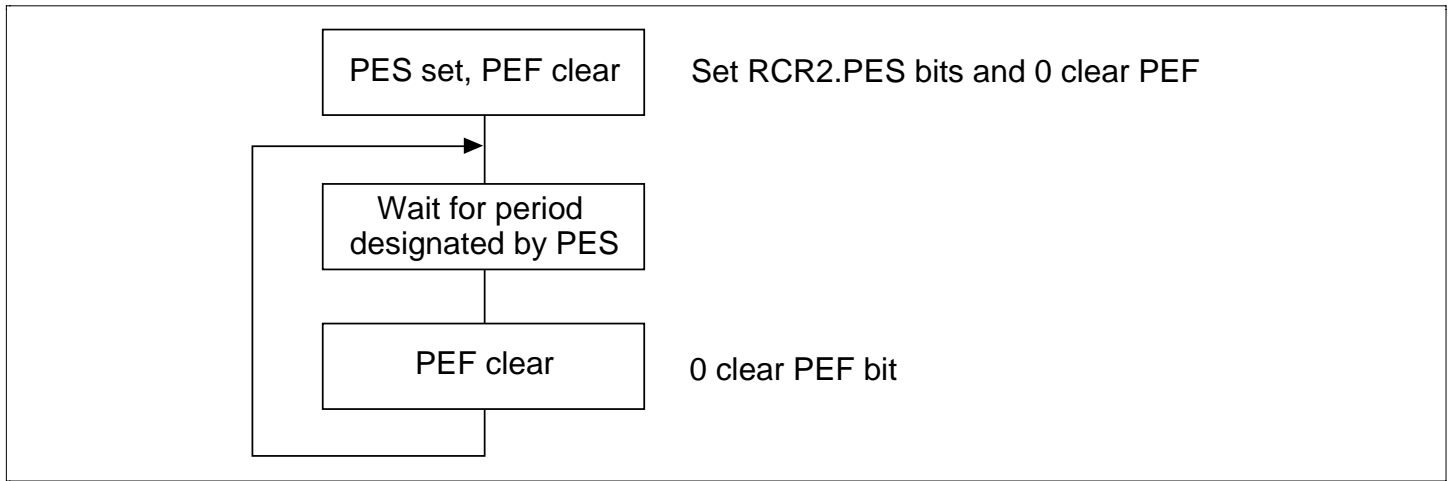 PES set, PEF clear
Set RCR2.PES bits and 0 clear PEF
Wait for period
designated by PES
PEF clear
0 clear PEF bit